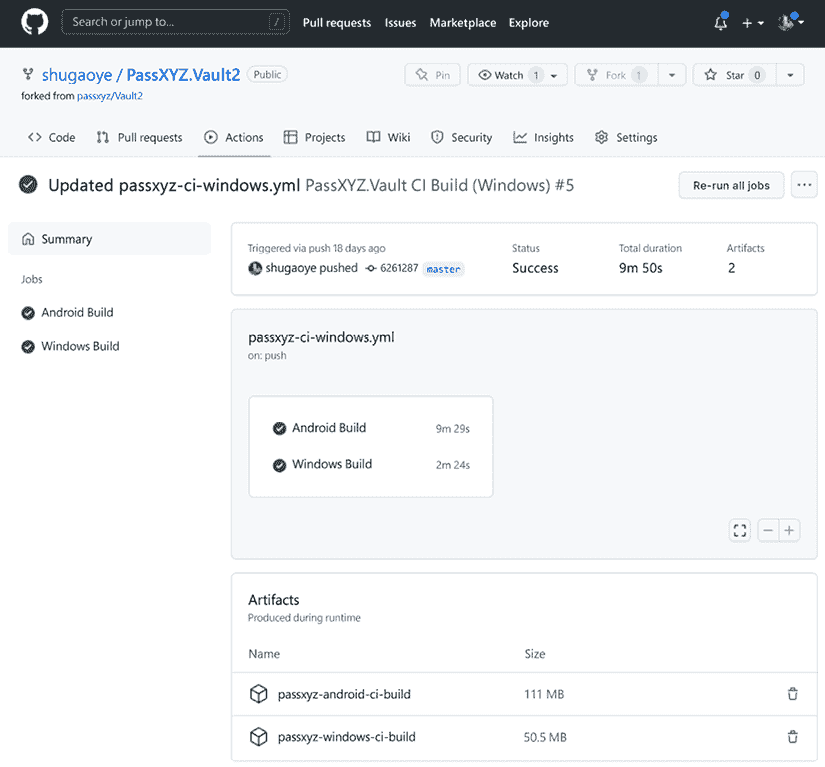 Search or jump to... /
Pull requests Issues Marketplace Explore
shugaoye / PassXYZ.Vault2 Public
Pin Watch 1 Fork 1 Star 0
forked from passxyz/Vault2
Code Pull requests Actions Projects Wiki Security Insights Settings
Updated passxyz-ci-windows.yml PassXYZ.Vault CI Build (Windows) #5
Re-run all jobs ...
Summary
Jobs
Android Build
Windows Build
Triggered via push 18 days ago Status Total duration Artifacts
shugaoye pushed 6261287 master Success 9m 50s 2
passxyz-ci-windows.yml
on: push
Android Build 9m 29s
Windows Build 2m 24s
Artifacts
Produced during runtime
Name Size
passxyz-android-ci-build 111 MB
passxyz-windows-ci-build 50.5 MB